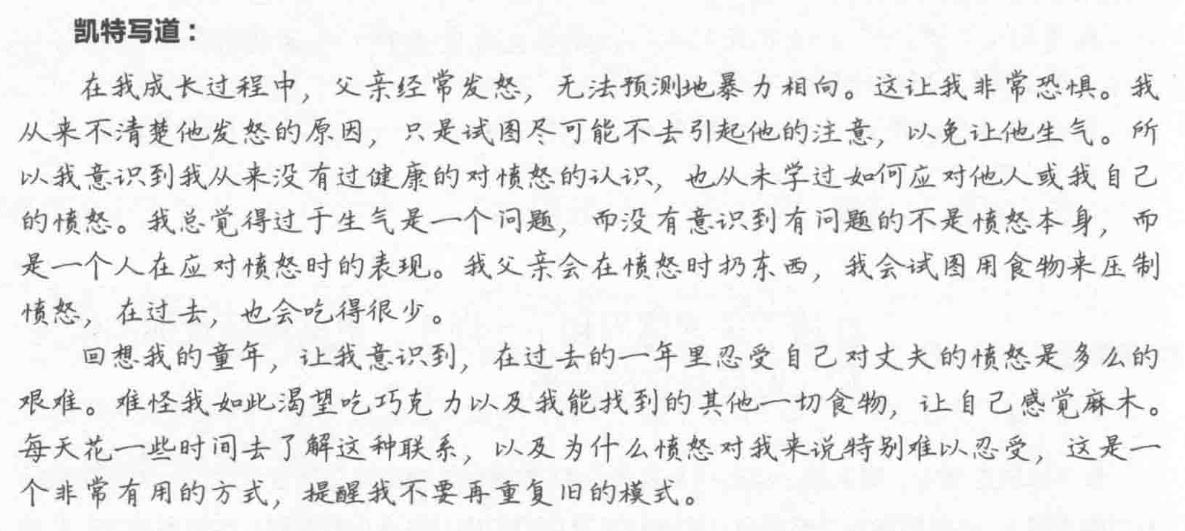 凯特写道：
在我成长过程中，父亲经常发怒，无法预测地暴力相向。这让我非常恐惧。我
从来不清楚他发怒的原因，只是试图尽可能不去引起他的注意，以免让他生气。所
以我意识到我从来没有过健康的对愤怒的认识，也从未学过如何应对他人或我自己
的愤怒。我总觉得过于生气是一个问题，而没有意识到有问题的不是愤怒本身，而
是一个人在应对愤怒时的表现。我父亲会在愤怒时扔东西，我会试图用食物来压制
愤怒，在过去，也会吃得很少。
回想我的童年，让我意识到，在过去的一年里忍受自己对丈夫的愤怒是多么的
艰难。难怪我如此渴望吃巧克力以及我能找到的其他一切食物，让自己感觉麻木。
每天花一些时间去了解这种联系，以及为什么愤怒对我来说特别难以忍受，这是一
个非常有用的方式，提醒我不要再重复旧的模式。